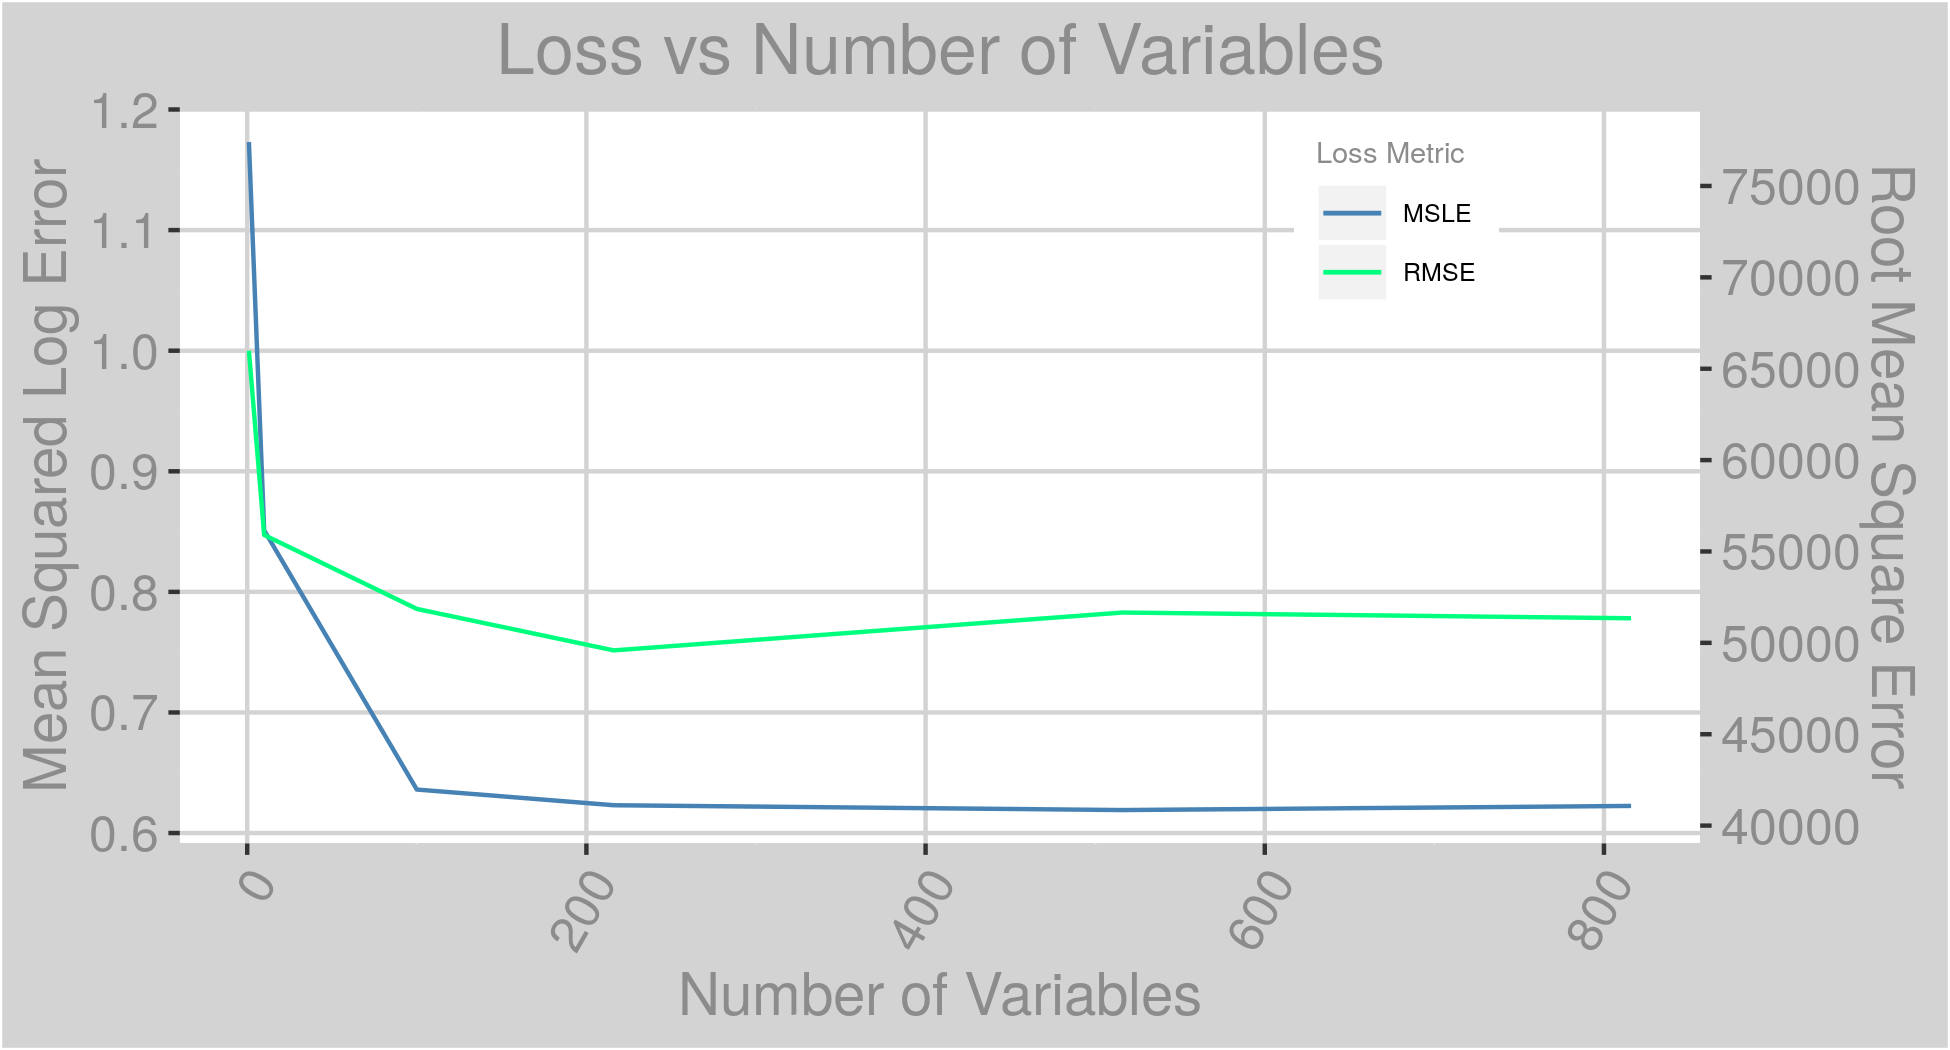 Loss vs Number of Variables
Mean Squared Log Error
1.2
1.1
1.0
0.9
0.8
0.7
0.6
Loss Metric
MSLE
RMSE
75000
70000
65000
60000
55000
50000
45000
40000
Root Mean Square Error
0
200
400
600
800
Number of Variables